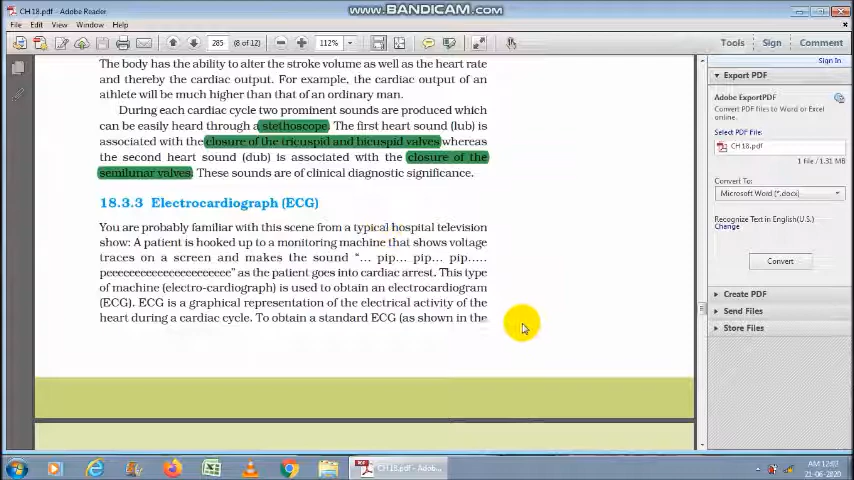 CH 18.pdf - Adobe Reader
www.BANDICAM.com
File Edit View Window Help
285 (8 of 12) 112% Tools Sign Comment
Sign In
The body has the ability to alter the stroke volume as well as the heart rate
and thereby the cardiac output. For example, the cardiac output of an
athlete will be much higher than that of an ordinary man.
During each cardiac cycle two prominent sounds are produced which
can be easily heard through a stethoscope. The first heart sound (lub) is
associated with the closure of the tricuspid and bicuspid valves whereas
the second heart sound (dub) is associated with the closure of the
semilunar valves. These sounds are of clinical diagnostic significance.
18.3.3 Electrocardiograph (ECG)
You are probably familiar with this scene from a typical hospital television
show: A patient is hooked up to a monitoring machine that shows voltage
traces on a screen and makes the sound “... pip... pip... pip.....
peeeeeeeeeeeeeeeeeeeeee” as the patient goes into cardiac arrest. This type
of machine (electro-cardiograph) is used to obtain an electrocardiogram
(ECG). ECG is a graphical representation of the electrical activity of the
heart during a cardiac cycle. To obtain a standard ECG (as shown in the
Export PDF
Adobe ExportPDF
Convert PDF files to Word or Excel
online.
Select PDF File:
CH 18.pdf
1 file / 1.31 MB
Convert To:
Microsoft Word (*.docx)
Recognize Text in English(U.S.)
Change
Convert
Create PDF
Send Files
Store Files
CH 18.pdf - Adob...
21-06-2020